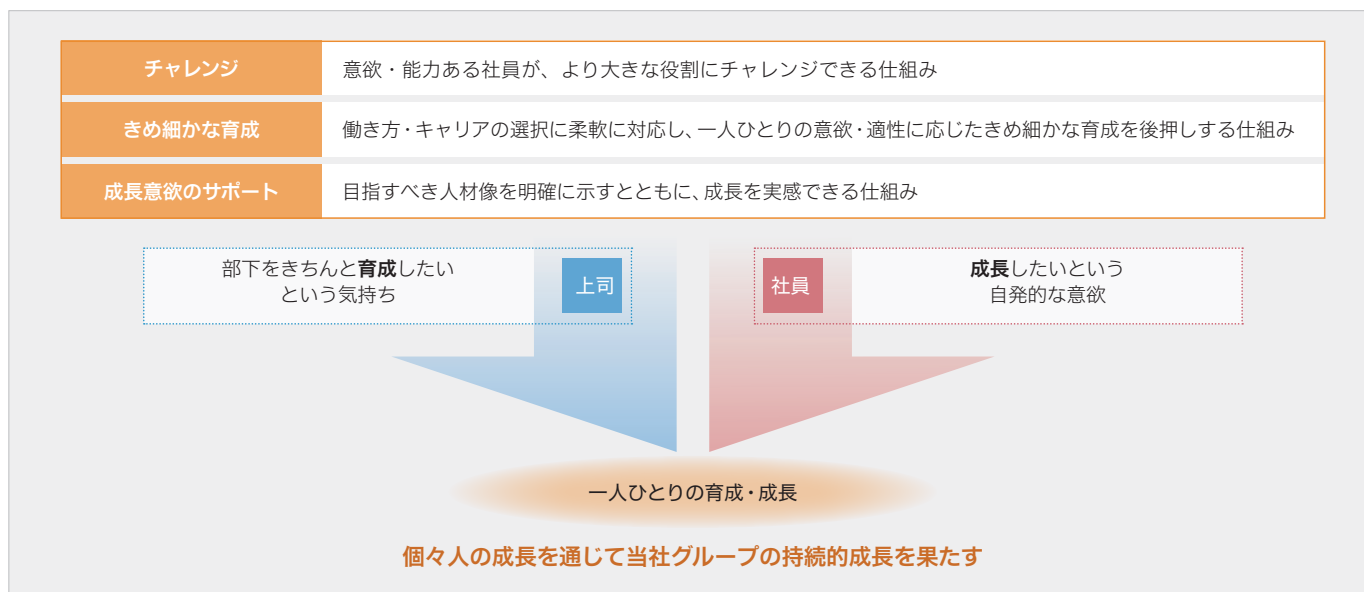 チャレンジ
意欲・能力ある社員が、より大きな役割にチャレンジできる仕組み
きめ細かな育成
働き方・キャリアの選択に柔軟に対応し、一人ひとりの意欲・適性に応じたきめ細かな育成を後押しする仕組み
成長意欲のサポート
目指すべき人材像を明確に示すとともに、成長を実感できる仕組み
部下をきちんと育成したい
という気持ち
上司
社員
成長したいという
自発的な意欲
一人ひとりの育成・成長
個々人の成長を通じて当社グループの持続的成長を果たす